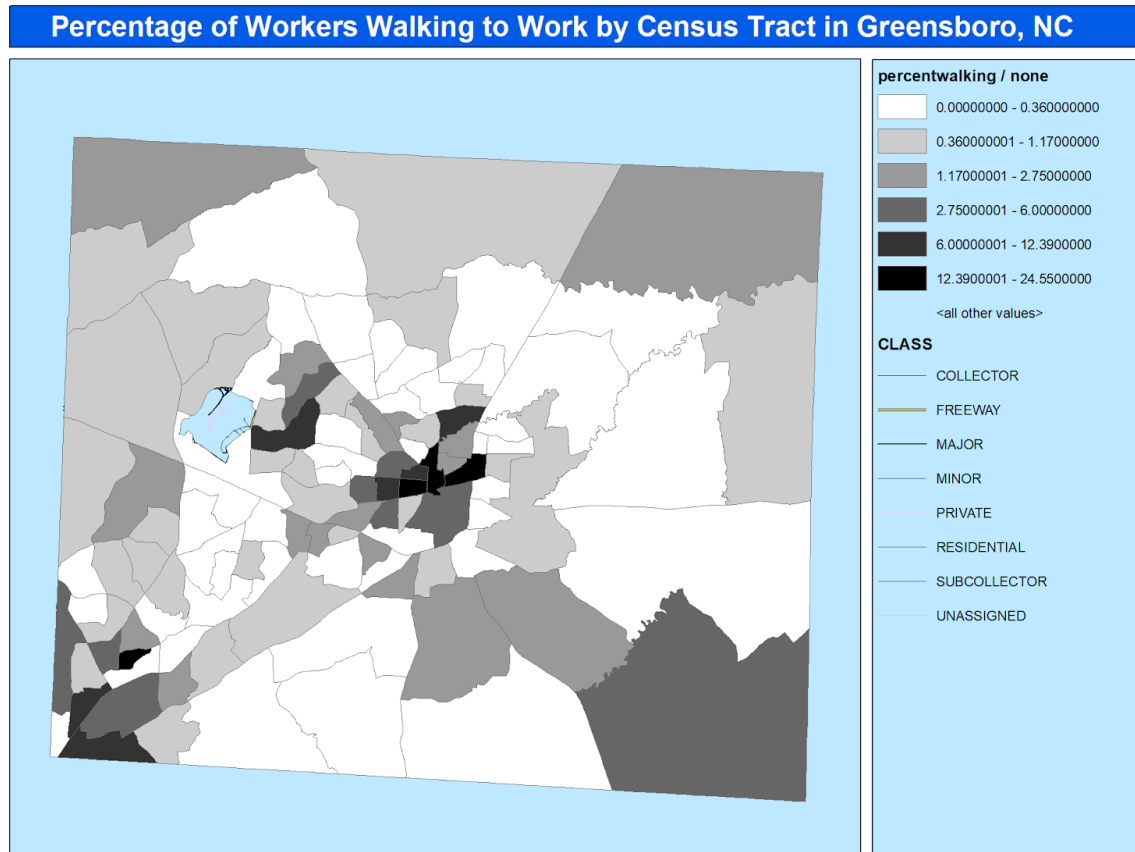 Percentage of Workers Walking to Work by Census Tract in Greensboro, NC
percentwalking / none
0.00000000 - 0.360000000
0.360000001 - 1.17000000
1.17000001 - 2.75000000
2.75000001 - 6.00000000
6.00000001 - 12.3900000
12.3900001 - 24.5500000
<all other values>
CLASS
COLLECTOR
FREEWAY
MAJOR
MINOR
PRIVATE
RESIDENTIAL
SUBCOLLECTOR
UNASSIGNED